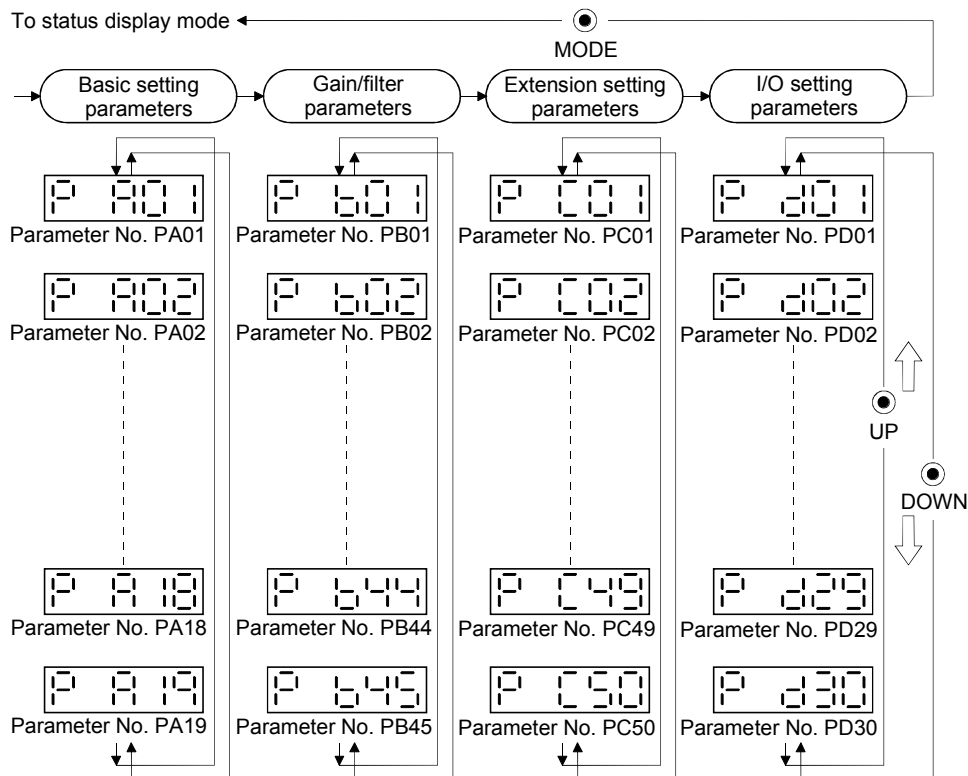 To status display mode
MODE
Basic setting
parameters
Gain/filter
parameters
Extension setting
parameters
I/O setting
parameters
P A01
P b01
P C01
P d01
Parameter No. PA01
Parameter No. PB01
Parameter No. PC01
Parameter No. PD01
P A02
P b02
P C02
P d02
Parameter No. PA02
Parameter No. PB02
Parameter No. PC02
Parameter No. PD02
UP
DOWN
P A18
P b44
P C49
P d29
Parameter No. PA18
Parameter No. PB44
Parameter No. PC49
Parameter No. PD29
P A19
P b45
P C50
P d30
Parameter No. PA19
Parameter No. PB45
Parameter No. PC50
Parameter No. PD30